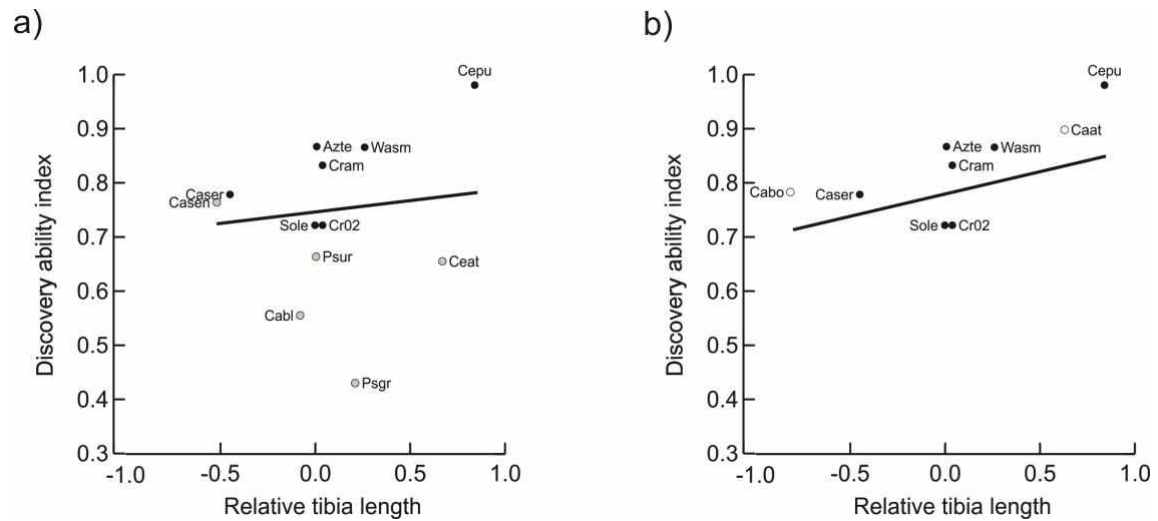 a)
Discovery ability index
1.0
0.9
0.8
0.7
0.6
0.5
0.4
0.3
Cepu
Azte
Wasm
Cram
Caser
Casen
Sole
Cr02
Psur
Ceat
Cabl
Psgr
-1.0
-0.5
0.0
0.5
1.0
Relative tibia length
b)
Discovery ability index
1.0
0.9
0.8
0.7
0.6
0.5
0.4
0.3
Cepu
Caat
Azte
Wasm
Cram
Cabo
Caser
Sole
Cr02
-1.0
-0.5
0.0
0.5
1.0
Relative tibia length